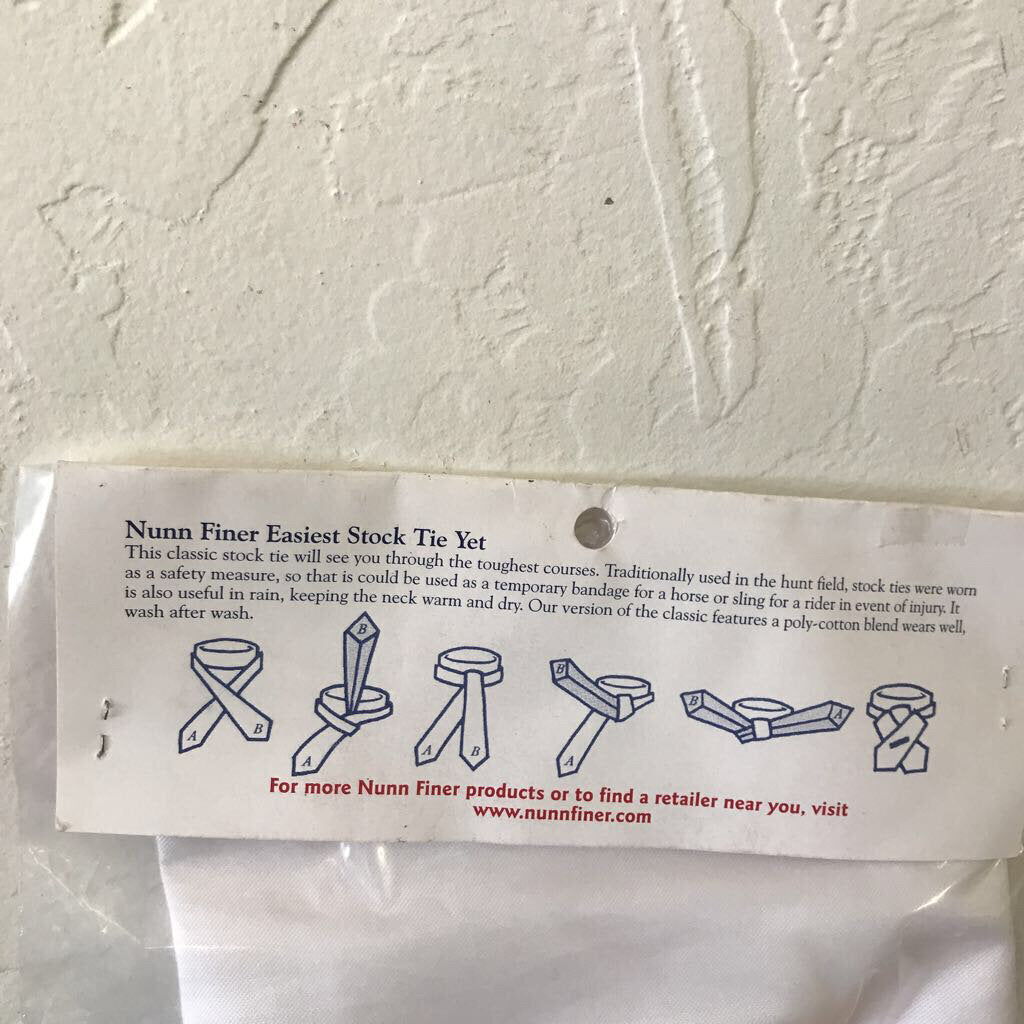 Nunn Finer Easiest Stock Tie Yet
This classic stock tie will see you through the toughest courses. Traditionally used in the hunt field, stock ties were worn
as a safety measure, so that is could be used as a temporary bandage for a horse or sling for a rider in event of injury. It
is also useful in rain, keeping the neck warm and dry. Our version of the classic features a poly-cotton blend wears well,
wash after wash.
A B
B A
A B
B A
B A
For more Nunn Finer products or to find a retailer near you, visit
www.nunnfiner.com